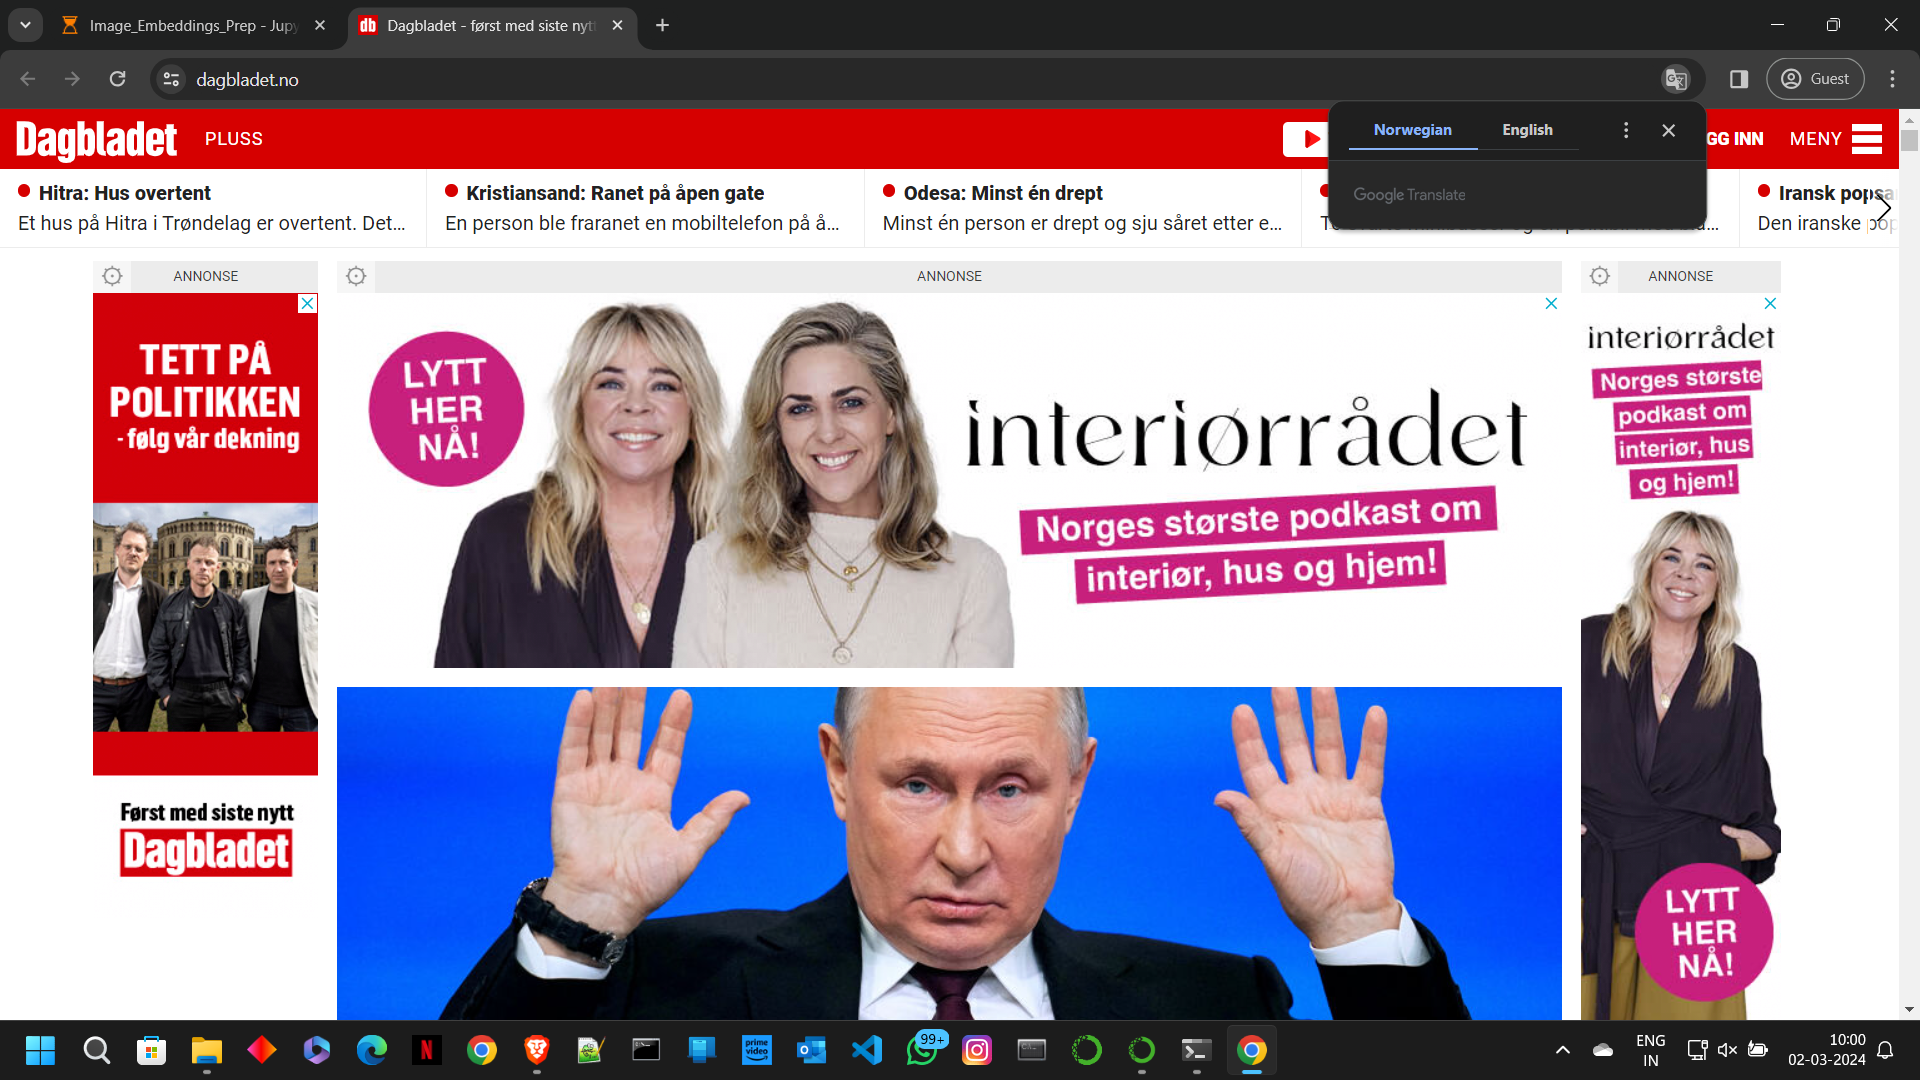 Image_Embeddings_Prep - Jup
Dagbladet - først med siste nyt
dagbladet.no
Guest
Norwegian
English
Google Translate
Dagbladet
PLUSS
GG INN
MENY
Hitra: Hus overtent
Et hus på Hitra i Trøndelag er overtent. Det...
Kristiansand: Ranet på åpen gate
En person ble fraranet en mobiltelefon på å...
Odesa: Minst én drept
Minst én person er drept og sju såret etter e...
Iransk popsa
Den iranske pop
ANNONSE
ANNONSE
ANNONSE
TETT PÅ
POLITIKKEN
- følg vår dekning
Først med siste nytt
Dagbladet
LYTT
HER
NÅ!
interiørrådet
Norges største podkast om
interiør, hus og hjem!
interiørrådet
Norges største
podkast om
interiør, hus
og hjem!
LYTT
HER
NÅ!
prime
video
99+
ENG
IN
10:00
02-03-2024